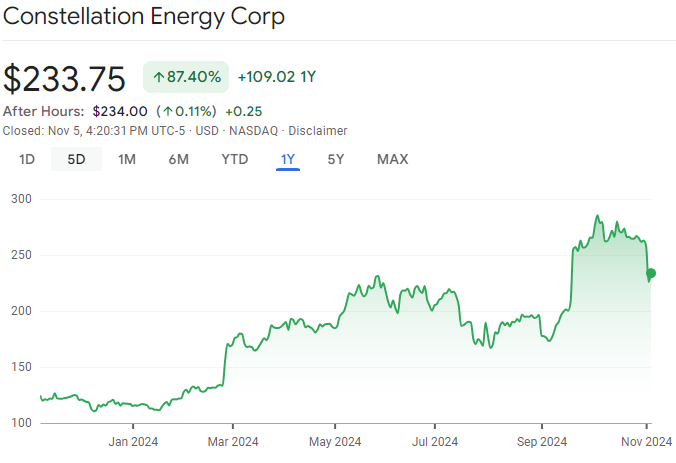 Constellation Energy Corp
$233.75 ↑87.40% +109.02 1Y
After Hours: $234.00 (↑0.11%) +0.25
Closed: Nov 5, 4:20:31 PM UTC-5 · USD · NASDAQ · Disclaimer
1D 5D 1M 6M YTD 1Y 5Y MAX
300
250
200
150
100
Jan 2024 Mar 2024 May 2024 Jul 2024 Sep 2024 Nov 2024